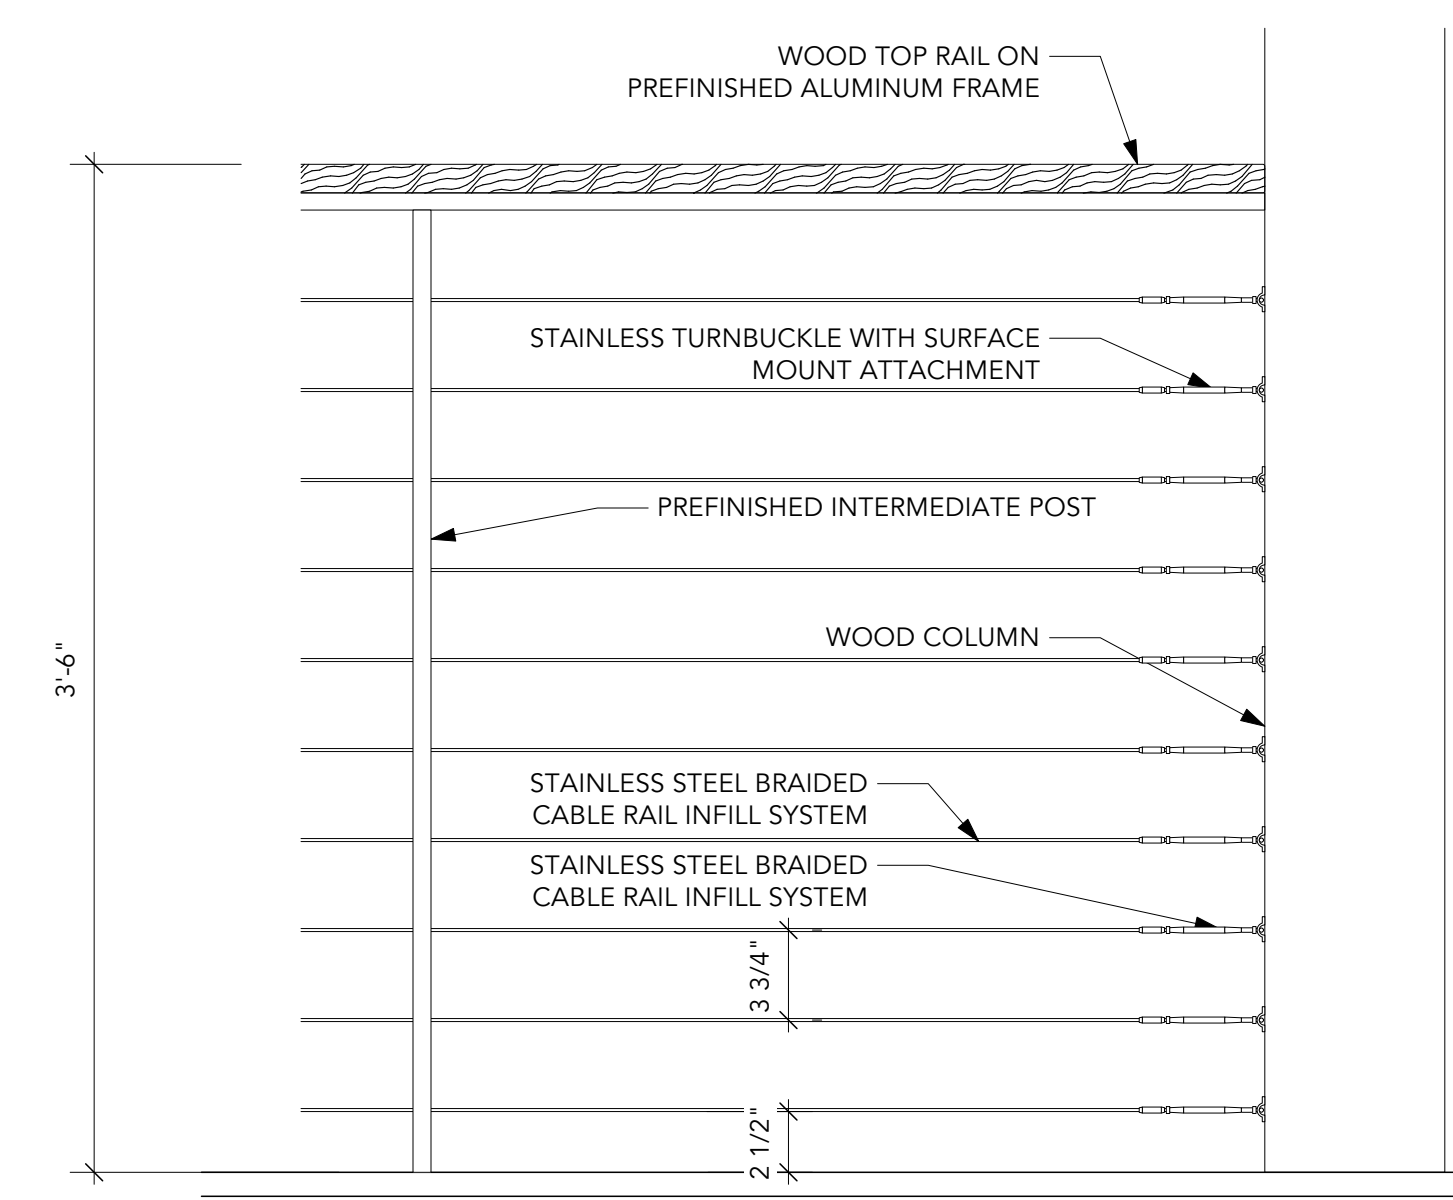 WOOD TOP RAIL ON
PREFINISHED ALUMINUM FRAME
STAINLESS TURNBUCKLE WITH SURFACE
MOUNT ATTACHMENT
PREFINISHED INTERMEDIATE POST
3'-6"
WOOD COLUMN
STAINLESS STEEL BRAIDED
CABLE RAIL INFILL SYSTEM
STAINLESS STEEL BRAIDED
CABLE RAIL INFILL SYSTEM
3 3/4"
2 1/2"